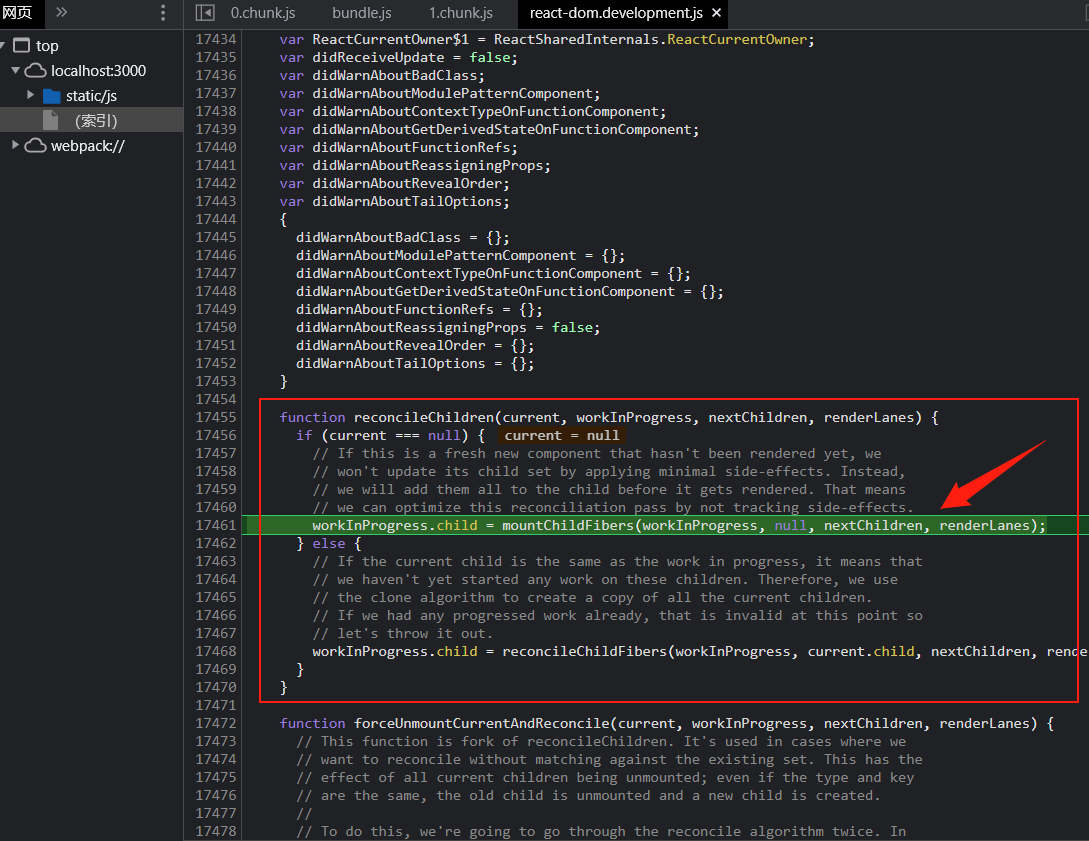 网页
0.chunk.js bundle.js 1.chunk.js react-dom.development.js
top
localhost:3000
static/js
(索引)
webpack://
17434 var ReactCurrentOwner$1 = ReactSharedInternals.ReactCurrentOwner;
17435 var didReceiveUpdate = false;
17436 var didWarnAboutBadClass;
17437 var didWarnAboutModulePatternComponent;
17438 var didWarnAboutContextTypeOnFunctionComponent;
17439 var didWarnAboutGetDerivedStateOnFunctionComponent;
17440 var didWarnAboutFunctionRefs;
17441 var didWarnAboutReassigningProps;
17442 var didWarnAboutRevealOrder;
17443 var didWarnAboutTailOptions;
17444 {
17445 didWarnAboutBadClass = {};
17446 didWarnAboutModulePatternComponent = {};
17447 didWarnAboutContextTypeOnFunctionComponent = {};
17448 didWarnAboutGetDerivedStateOnFunctionComponent = {};
17449 didWarnAboutFunctionRefs = {};
17450 didWarnAboutReassigningProps = false;
17451 didWarnAboutRevealOrder = {};
17452 didWarnAboutTailOptions = {};
17453 }
17454
17455 function reconcileChildren(current, workInProgress, nextChildren, renderLanes) {
17456 if (current === null) { current = null
17457 // If this is a fresh new component that hasn't been rendered yet, we
17458 // won't update its child set by applying minimal side-effects. Instead,
17459 // we will add them all to the child before it gets rendered. That means
17460 // we can optimize this reconciliation pass by not tracking side-effects.
17461 workInProgress.child = mountChildFibers(workInProgress, null, nextChildren, renderLanes);
17462 } else {
17463 // If the current child is the same as the work in progress, it means that
17464 // we haven't yet started any work on these children. Therefore, we use
17465 // the clone algorithm to create a copy of all the current children.
17466 // If we had any progressed work already, that is invalid at this point so
17467 // let's throw it out.
17468 workInProgress.child = reconcileChildFibers(workInProgress, current.child, nextChildren, rende
17469 }
17470 }
17471
17472 function forceUnmountCurrentAndReconcile(current, workInProgress, nextChildren, renderLanes) {
17473 // This function is fork of reconcileChildren. It's used in cases where we
17474 // want to reconcile without matching against the existing set. This has the
17475 // effect of all current children being unmounted; even if the type and key
17476 // are the same, the old child is unmounted and a new child is created.
17477 //
17478 // To do this, we're going to go through the reconcile algorithm twice. In